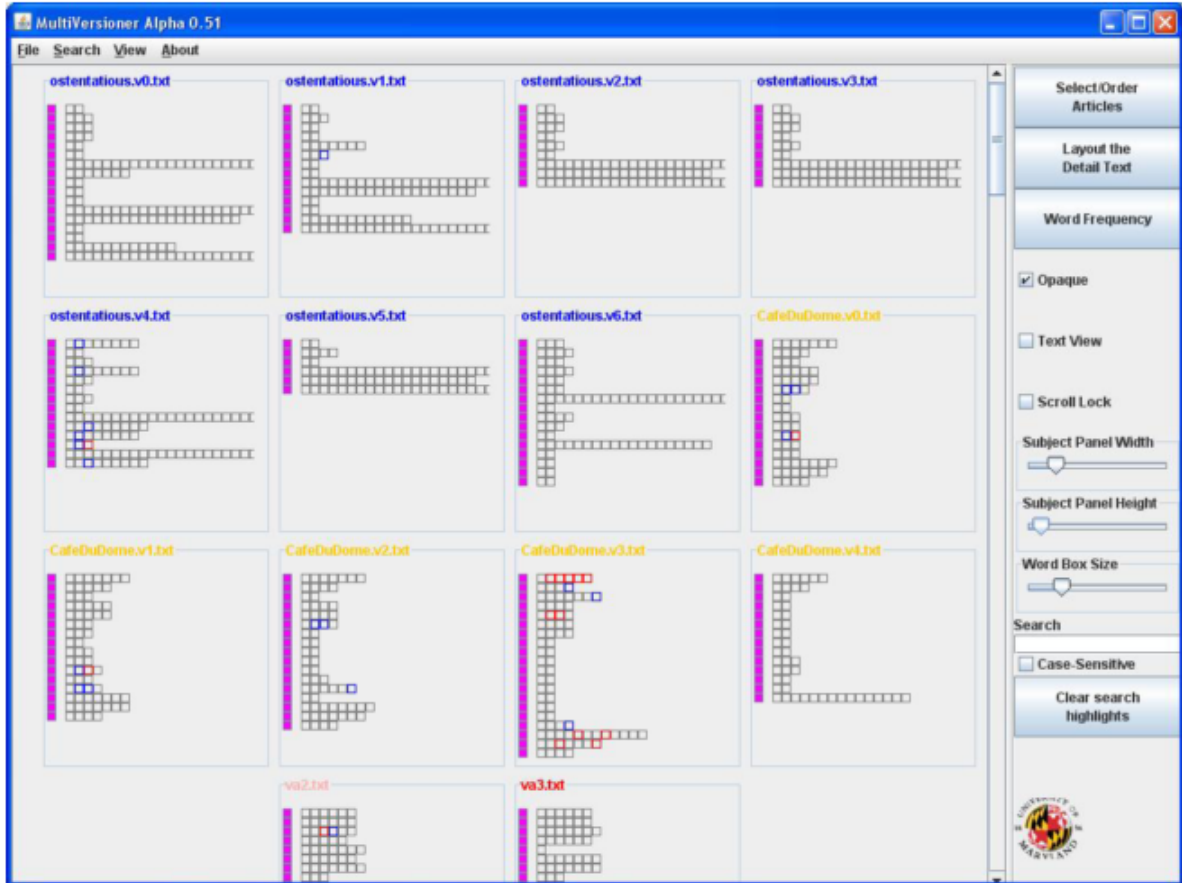 MultiVersioner Alpha 0.51
File Search View About
ostentatious.v0.txt
ostentatious.v1.txt
ostentatious.v2.txt
ostentatious.v3.txt
ostentatious.v4.txt
ostentatious.v5.txt
ostentatious.v6.txt
CafeDuDome.v0.txt
CafeDuDome.v1.txt
CafeDuDome.v2.txt
CafeDuDome.v3.txt
CafeDuDome.v4.txt
va2.txt
va3.txt
Select/Order
Articles
Layout the
Detail Text
Word Frequency
Opaque
Text View
Scroll Lock
Subject Panel Width
Subject Panel Height
Word Box Size
Search
Case-Sensitive
Clear search
highlights
UNIVERSITY OF
MARYLAND